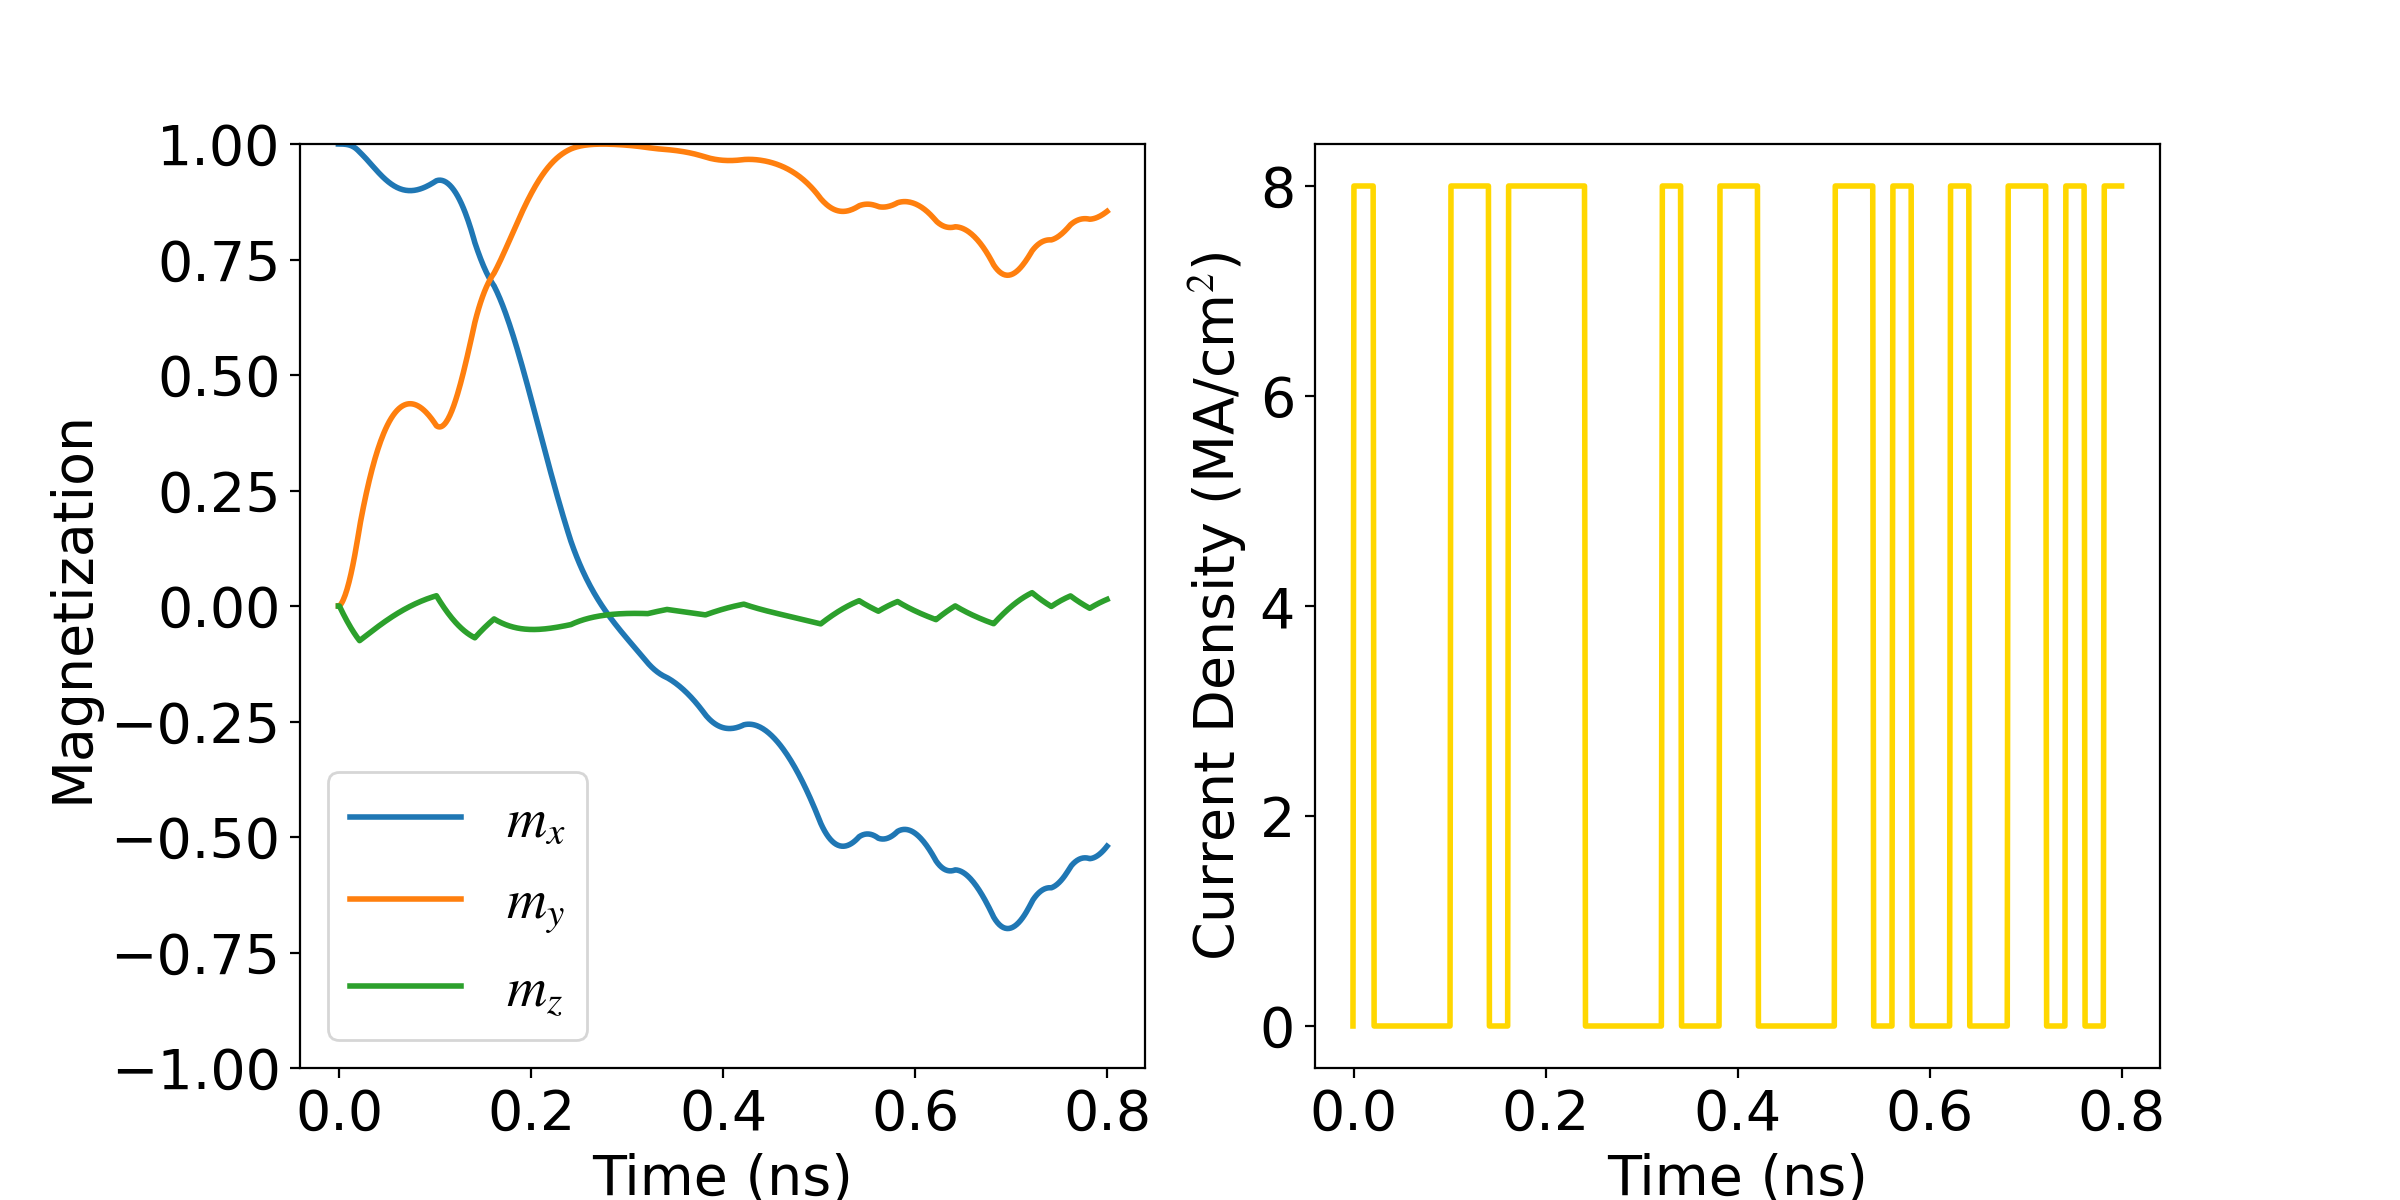 1.00
0.75
0.50
0.25
0.00
−0.25
−0.50
−0.75
−1.00
Magnetization
m_x
m_y
m_z
0.0 0.2 0.4 0.6 0.8
Time (ns)
8
6
4
2
0
Current Density (MA/cm²)
0.0 0.2 0.4 0.6 0.8
Time (ns)